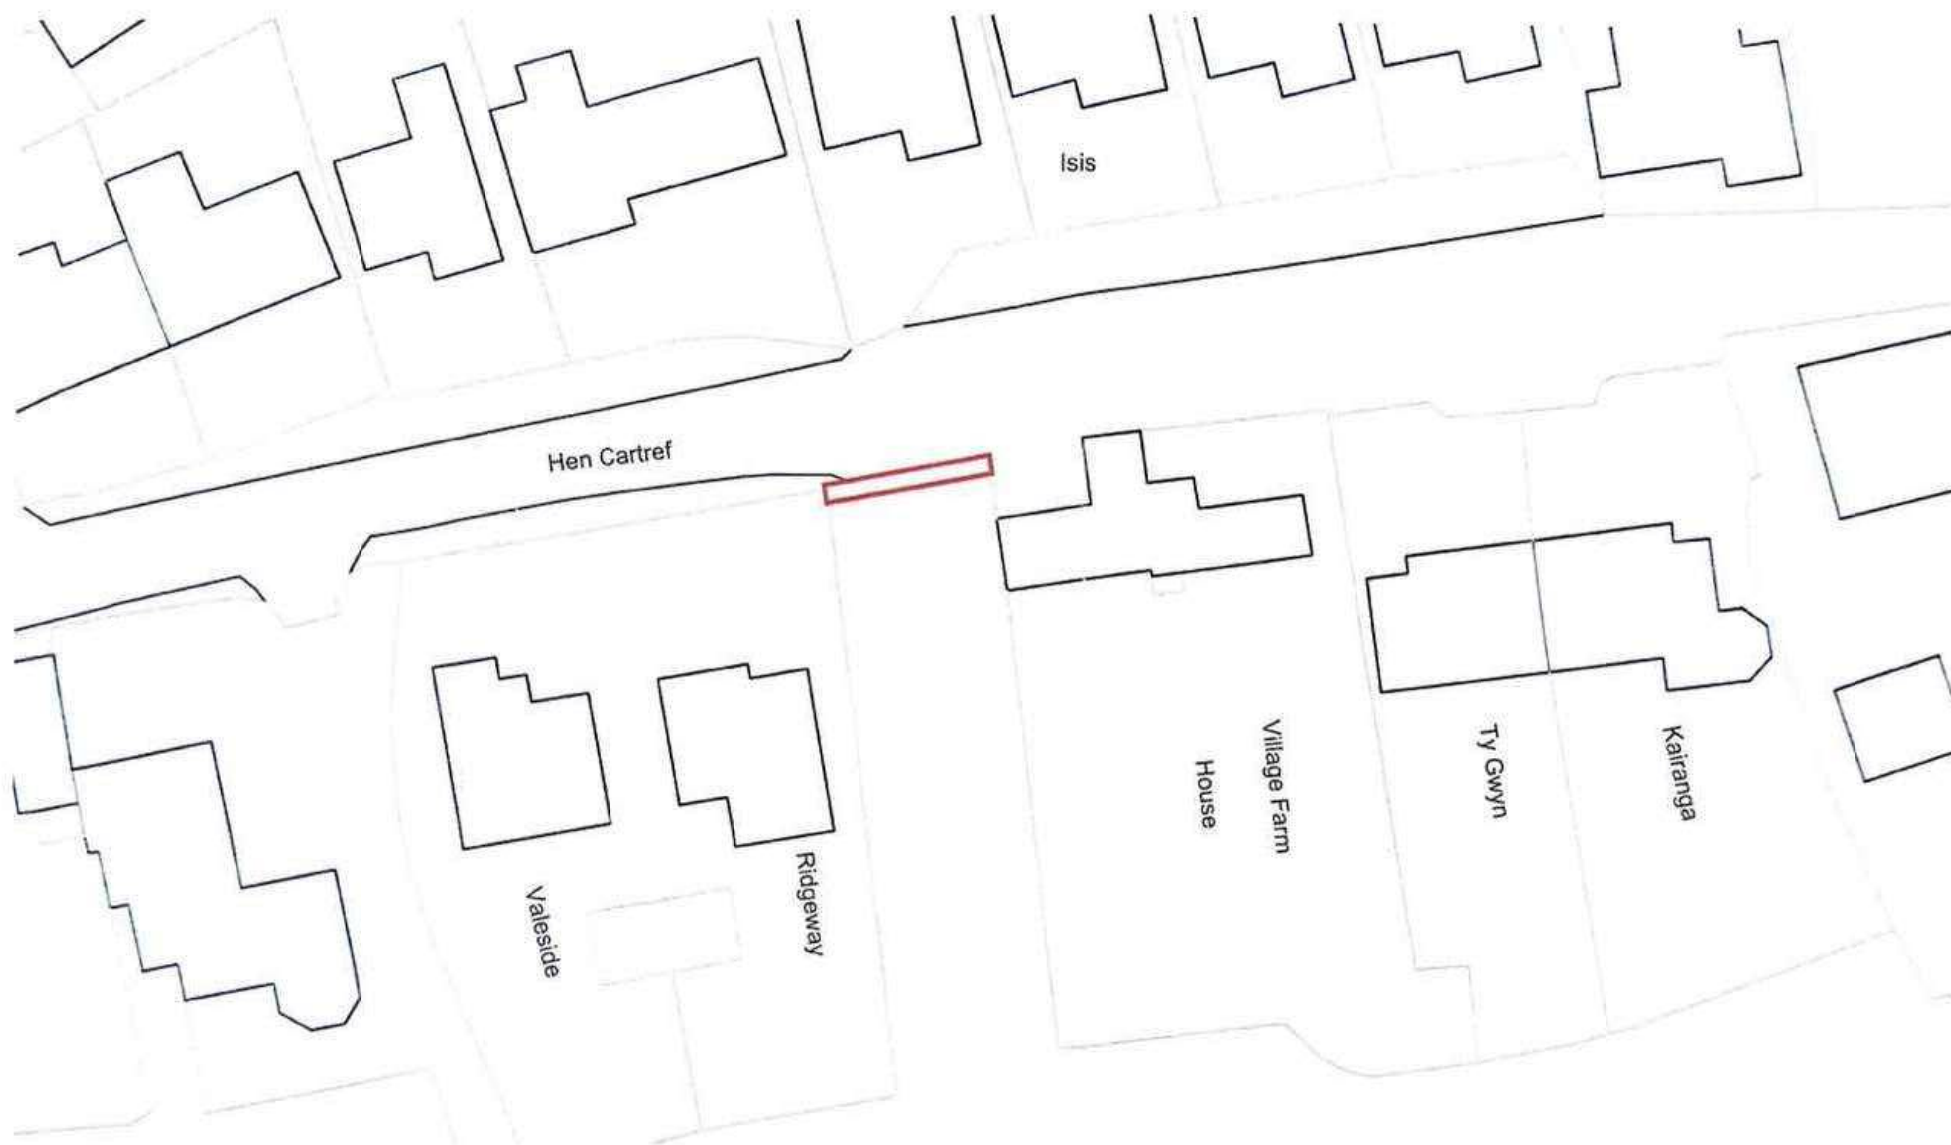 Isis
Hen Cartref
Village Farm
House
Ty Gwyn
Kairanga
Ridgeway
Valeside